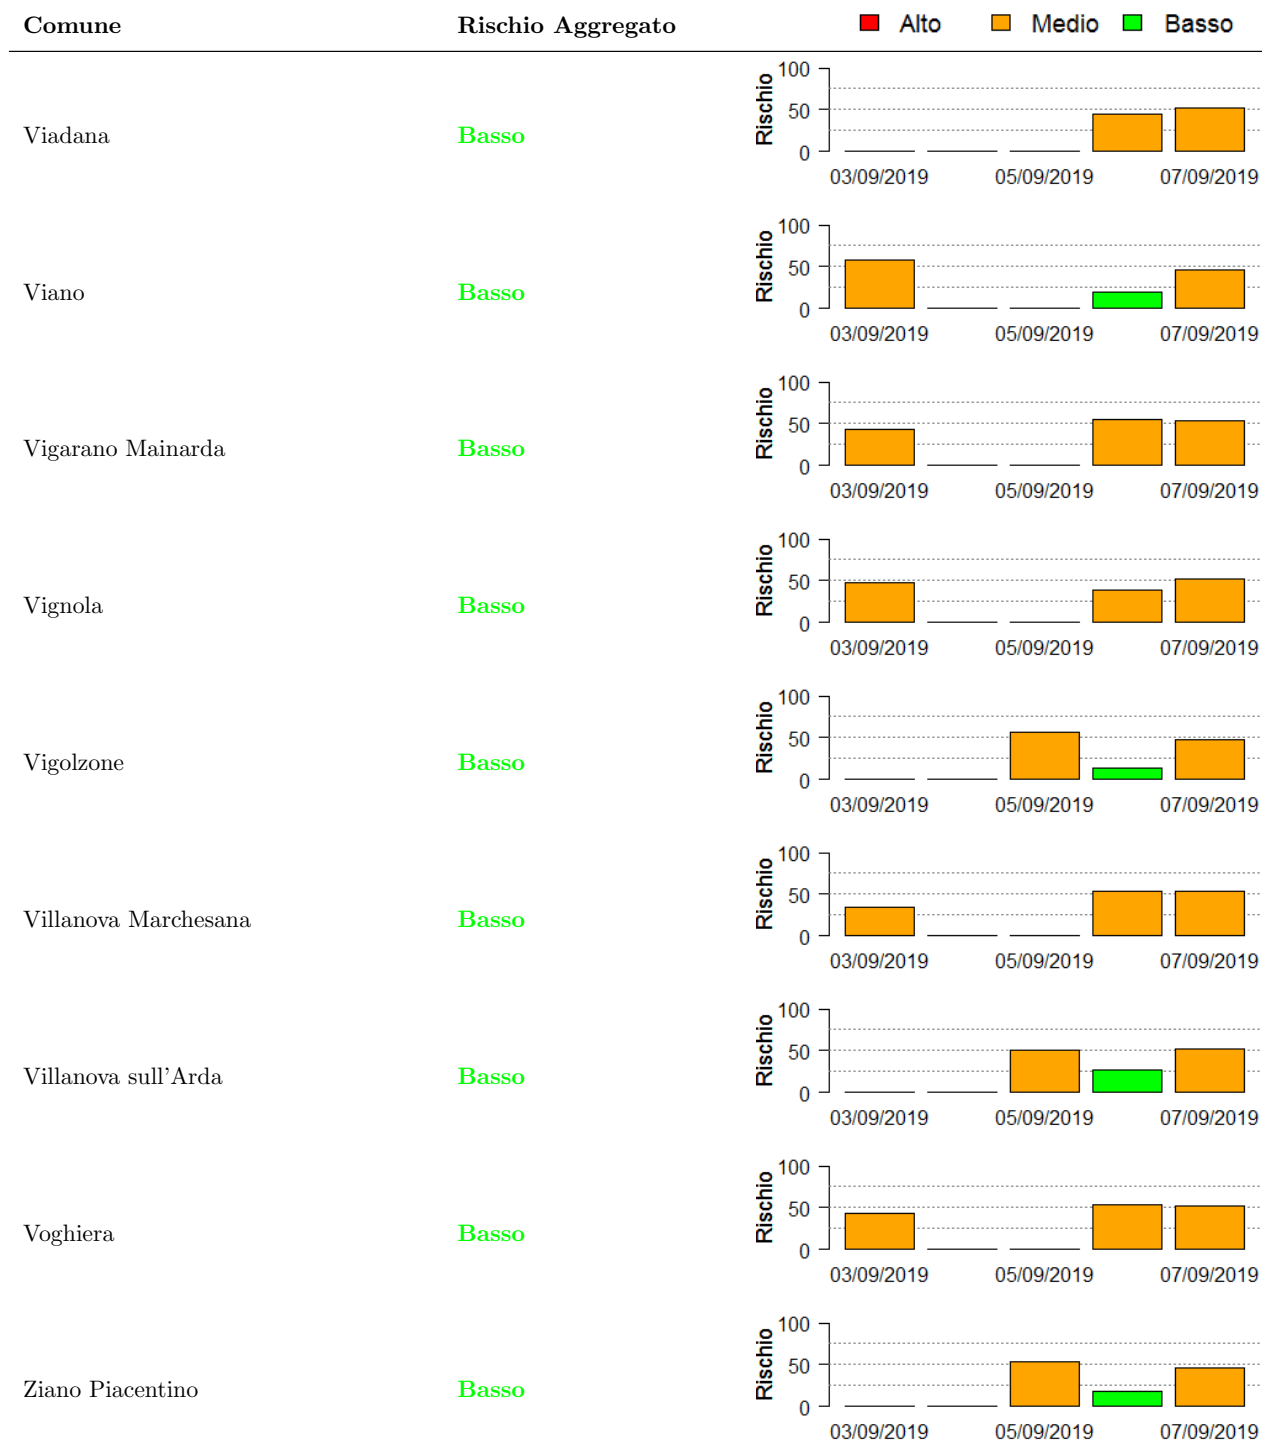 Comune Rischio Aggregato Alto Medio Basso
Viadana Basso Rischio 100 50 0
03/09/2019 05/09/2019 07/09/2019
Viano Basso Rischio 100 50 0
03/09/2019 05/09/2019 07/09/2019
Vigarano Mainarda Basso Rischio 100 50 0
03/09/2019 05/09/2019 07/09/2019
Vignola Basso Rischio 100 50 0
03/09/2019 05/09/2019 07/09/2019
Vigolzone Basso Rischio 100 50 0
03/09/2019 05/09/2019 07/09/2019
Villanova Marchesana Basso Rischio 100 50 0
03/09/2019 05/09/2019 07/09/2019
Villanova sull'Arda Basso Rischio 100 50 0
03/09/2019 05/09/2019 07/09/2019
Voghiera Basso Rischio 100 50 0
03/09/2019 05/09/2019 07/09/2019
Ziano Piacentino Basso Rischio 100 50 0
03/09/2019 05/09/2019 07/09/2019